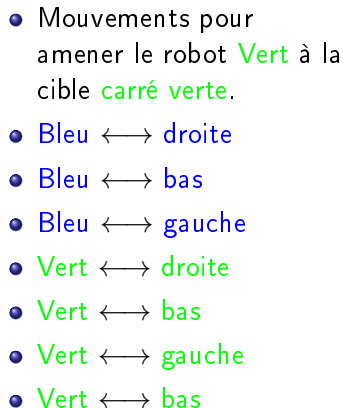 Mouvements pour
amener le robot Vert à la
cible carré verte.
Bleu ⟷ droite
Bleu ⟷ bas
Bleu ⟷ gauche
Vert ⟷ droite
Vert ⟷ bas
Vert ⟷ gauche
Vert ⟷ bas